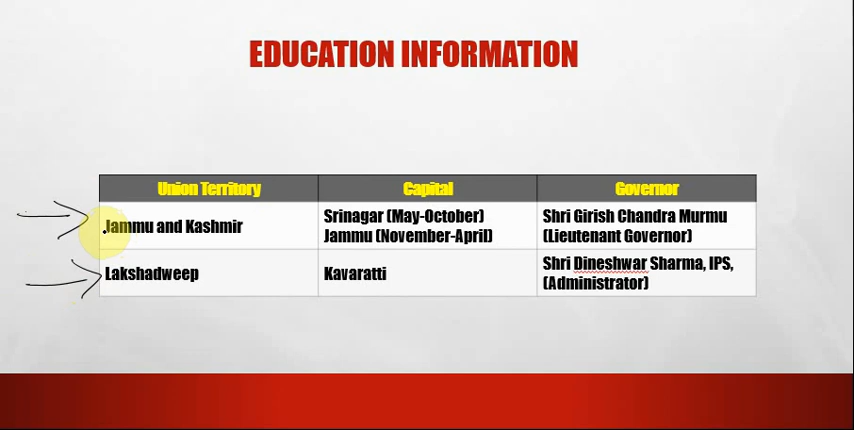 EDUCATION INFORMATION
Union Territory Capital Governor
Jammu and Kashmir
Srinagar (May-October)
Jammu (November-April)
Shri Girish Chandra Murmu
(Lieutenant Governor)
Lakshadweep
Kavaratti
Shri Dineshwar Sharma, IPS,
(Administrator)